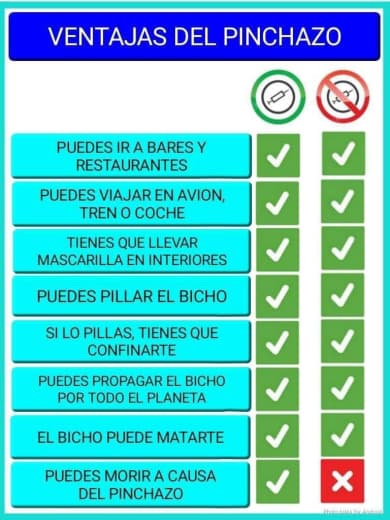 VENTAJAS DEL PINCHAZO
PUEDES IR A BARES Y
RESTAURANTES
PUEDES VIAJAR EN AVION,
TREN O COCHE
TIENES QUE LLEVAR
MASCARILLA EN INTERIORES
PUEDES PILLAR EL BICHO
SI LO PILLAS, TIENES QUE
CONFINARTE
PUEDES PROPAGAR EL BICHO
POR TODO EL PLANETA
EL BICHO PUEDE MATARTE
PUEDES MORIR A CAUSA
DEL PINCHAZO